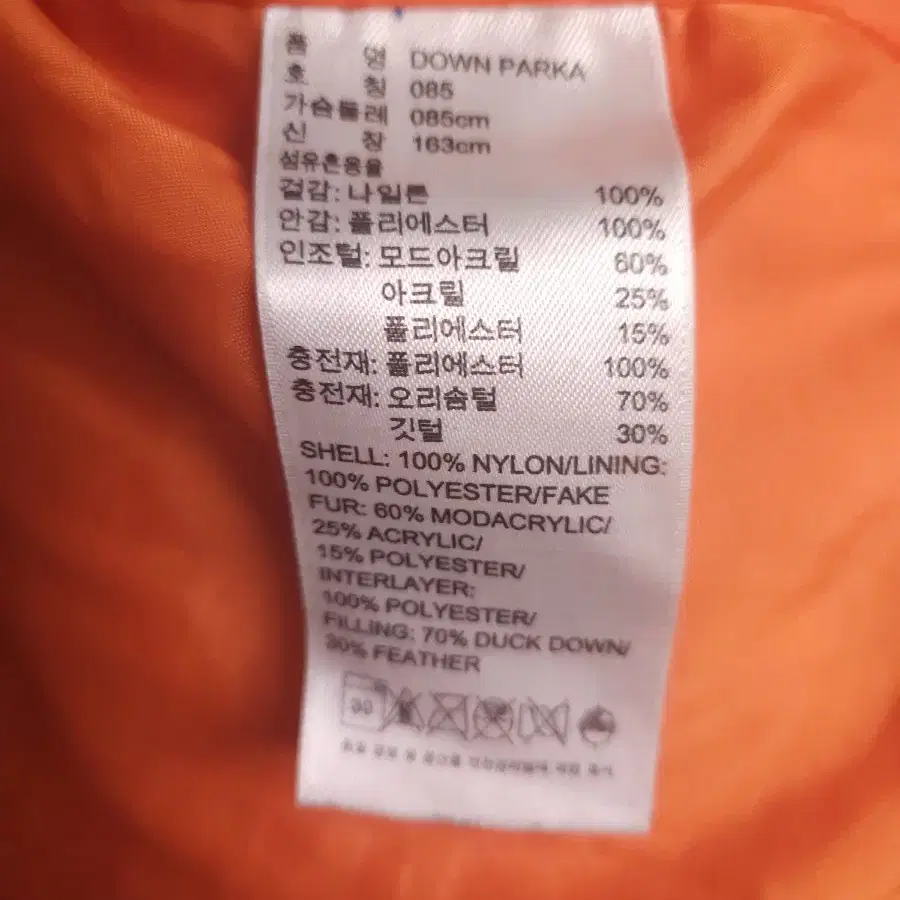 품 명 DOWN PARKA
호 칭 085
가슴둘레 085cm
신 장 163cm
섬유혼용율
겉감: 나일론 100%
안감: 폴리에스터 100%
인조털: 모드아크릴 60%
아크릴 25%
폴리에스터 15%
충전재: 폴리에스터 100%
충전재: 오리솜털 70%
깃털 30%
SHELL: 100% NYLON/LINING:
100% POLYESTER/FAKE
FUR: 60% MODACRYLIC/
25% ACRYLIC/
15% POLYESTER/
INTERLAYER:
100% POLYESTER/
FILLING: 70% DUCK DOWN/
30% FEATHER
30